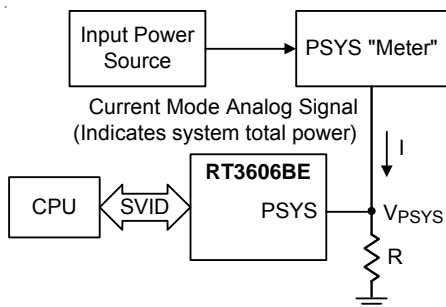 Input Power
Source
PSYS "Meter"
Current Mode Analog Signal
(Indicates system total power)
I
RT3606BE
CPU
SVID
PSYS
VPSYS
R